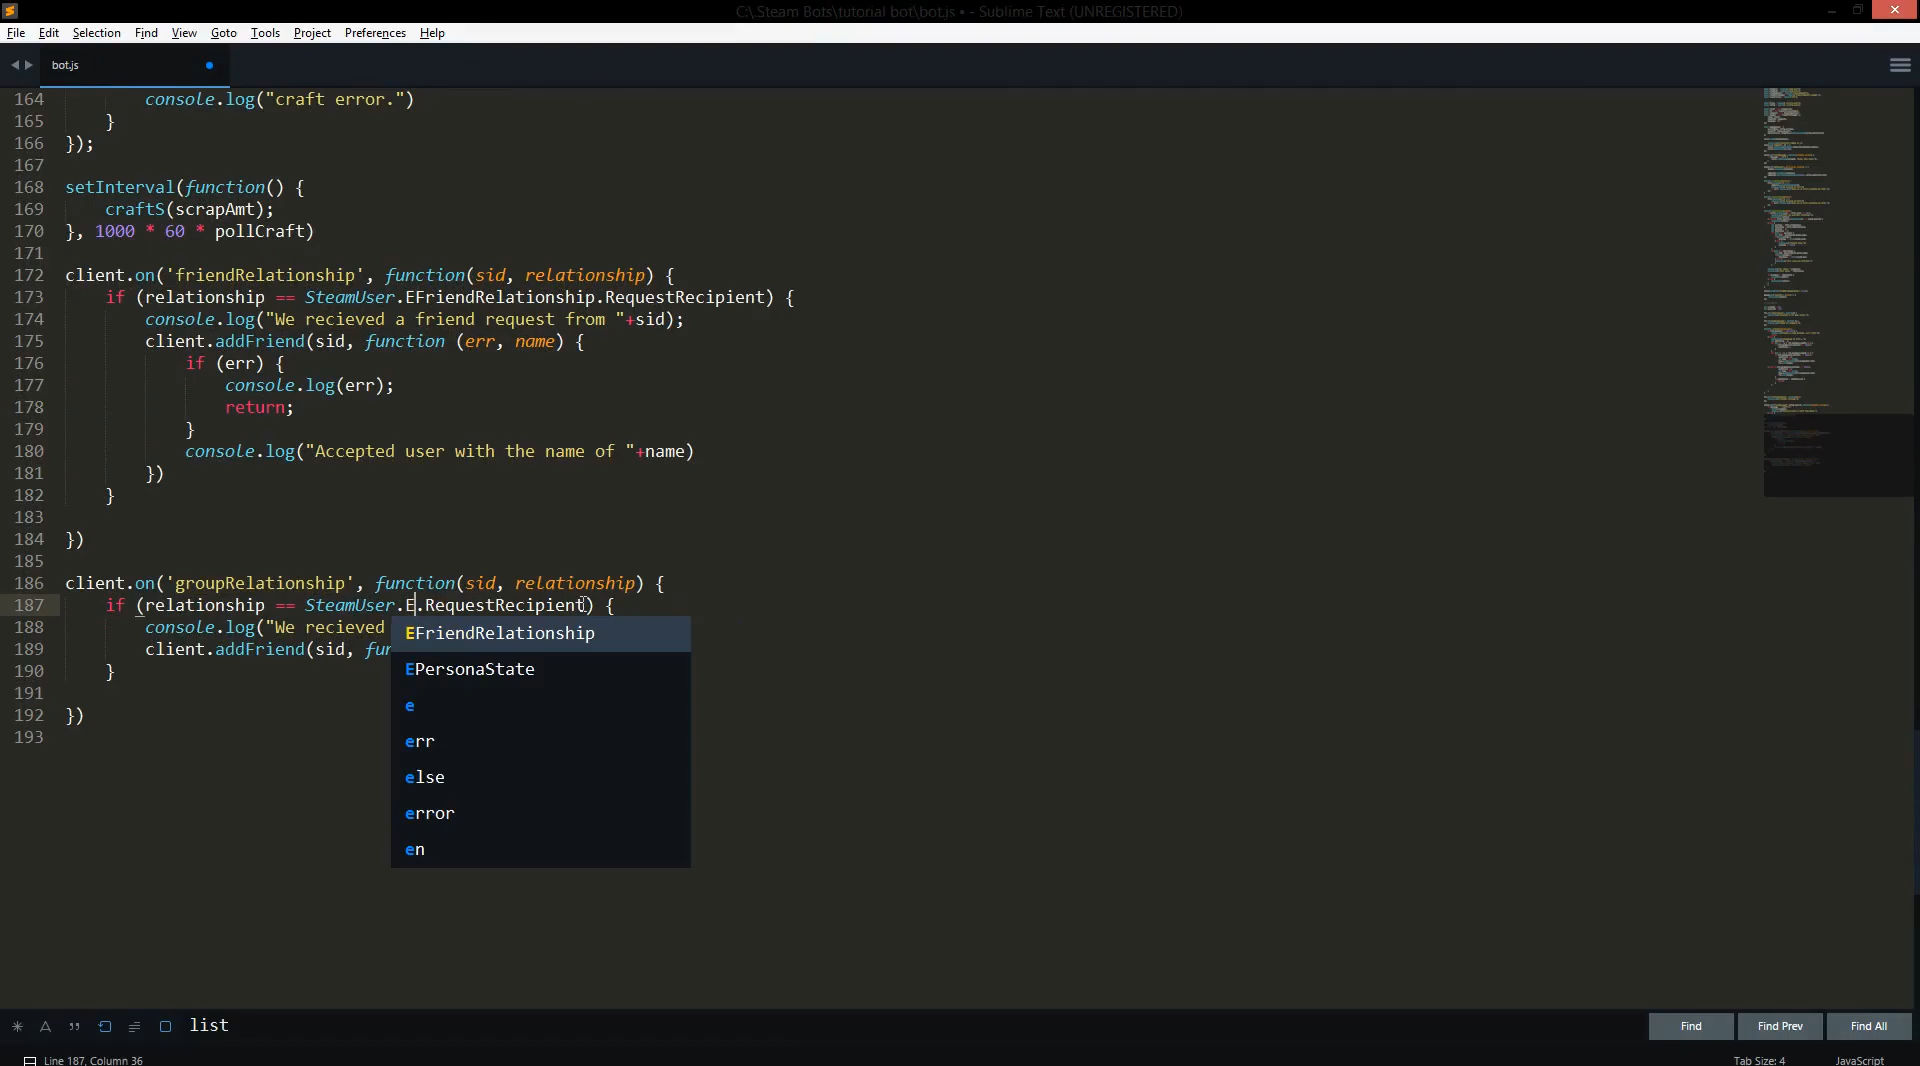 C:\.Steam Bots\tutorial bot\bot.js • - Sublime Text (UNREGISTERED)
File Edit Selection Find View Goto Tools Project Preferences Help
bot.js
164 console.log("craft error.")
165 }
166 });
167
168 setInterval(function() {
169 craftS(scrapAmt);
170 }, 1000 * 60 * pollCraft)
171
172 client.on('friendRelationship', function(sid, relationship) {
173 if (relationship == SteamUser.EFriendRelationship.RequestRecipient) {
174 console.log("We recieved a friend request from "+sid);
175 client.addFriend(sid, function (err, name) {
176 if (err) {
177 console.log(err);
178 return;
179 }
180 console.log("Accepted user with the name of "+name)
181 })
182 }
183
184 })
185
186 client.on('groupRelationship', function(sid, relationship) {
187 if (relationship == SteamUser.E.RequestRecipient) {
188 console.log("We recieved
189 client.addFriend(sid, fun
190 }
191
192 })
193
EFriendRelationship
EPersonaState
e
err
else
error
en
list
Find Find Prev Find All
Line 187, Column 36
Tab Size: 4 JavaScript